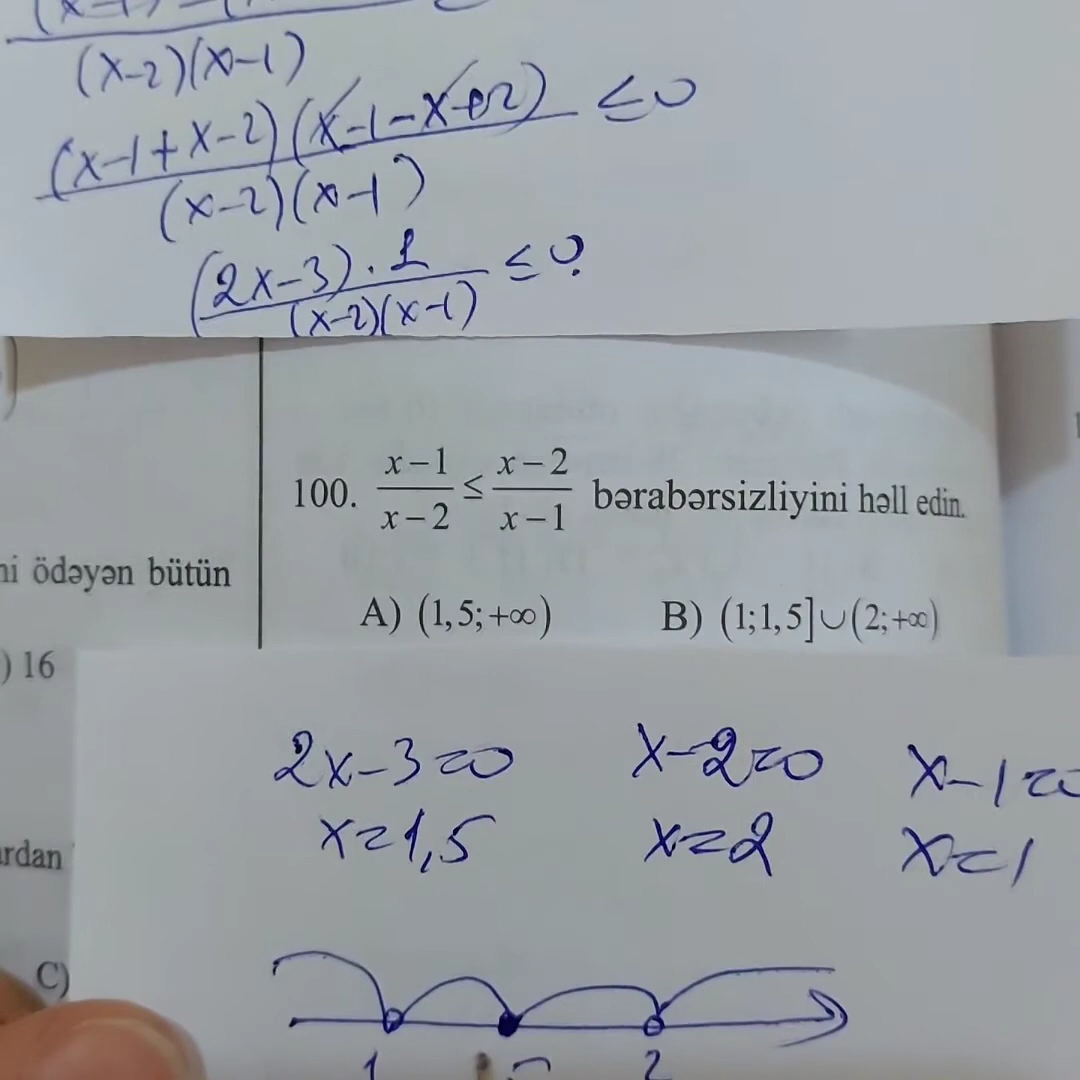 (x-2)(x-1)
(x-1+x-2)(x-1-x+2) ≤0
(x-2)(x-1)
(2x-3).1 ≤0
(x-2)(x-1)
100. x-1 ≤ x-2 bərabərsizliyini həll edin.
x-2 x-1
ödəyən bütün
A) (1,5;+∞) B) (1;1,5]∪(2;+∞)
) 16
2x-3=0 x-2=0 x-1=0
x=1,5 x=2 x=1
C)
1 2